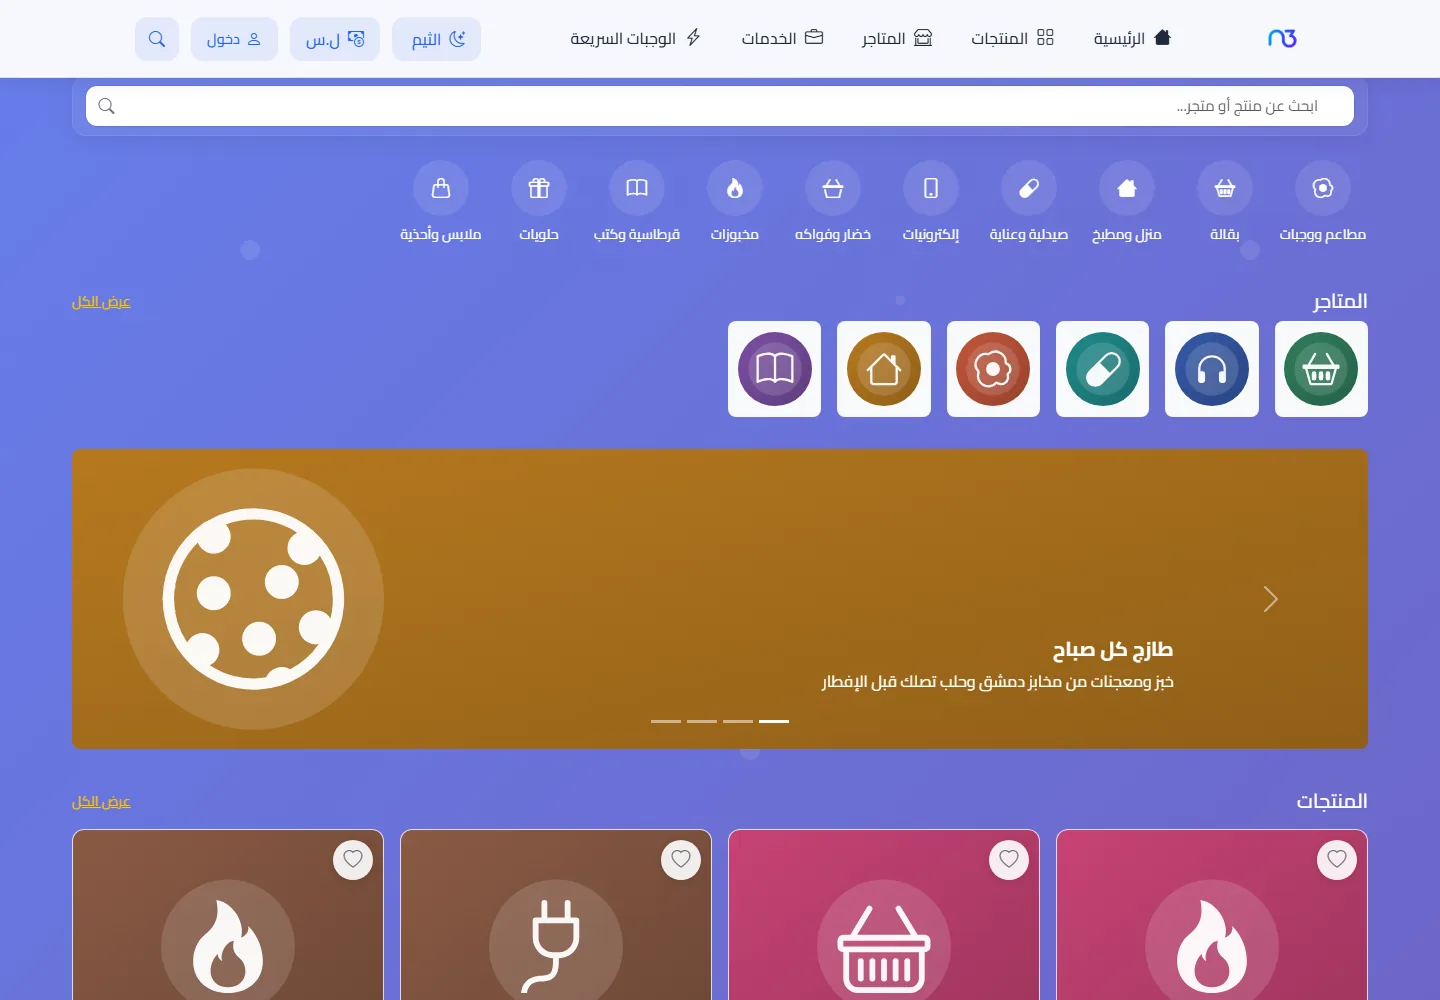 الرئيسية
المنتجات
المتاجر
الخدمات
الوجبات السريعة
الثيم
ل.س
دخول
ابحث عن منتج أو متجر...
مطاعم ووجبات
بقالة
منزل ومطبخ
صيدلية وعناية
إلكترونيات
خضار وفواكه
مخبوزات
قرطاسية وكتب
حلويات
ملابس وأحذية
المتاجر
عرض الكل
طازج كل صباح
خبز ومعجنات من مخابز دمشق وحلب تصلك قبل الإفطار
المنتجات
عرض الكل